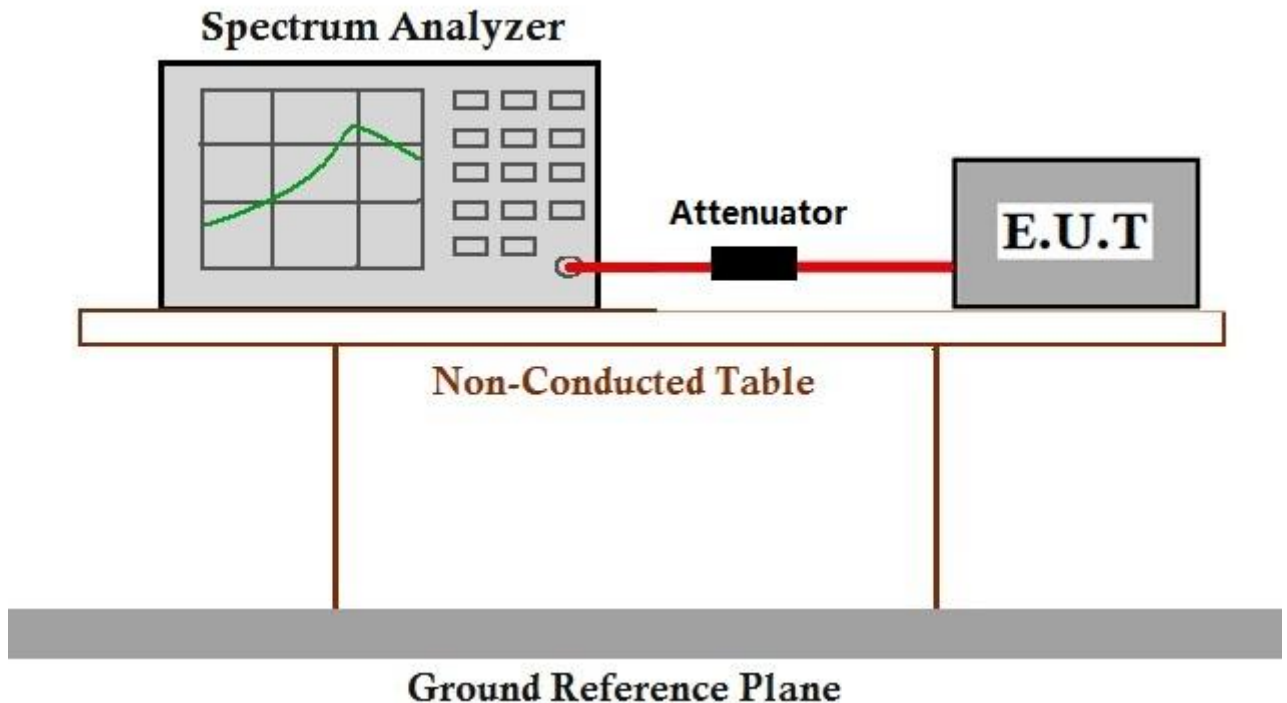 Spectrum Analyzer
Attenuator
E.U.T
Non-Conducted Table
Ground Reference Plane